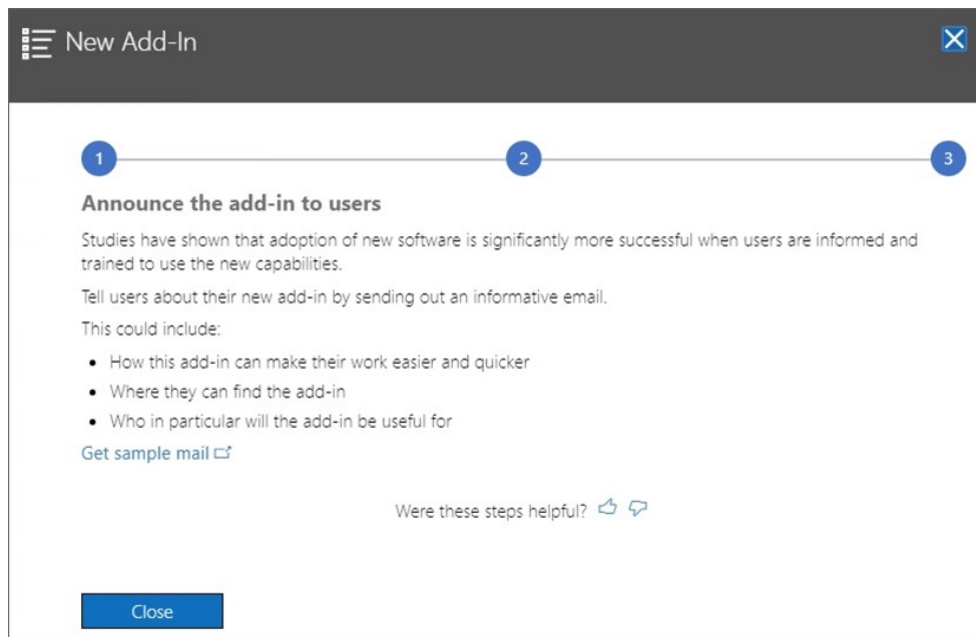 New Add-In
1 2 3
Announce the add-in to users
Studies have shown that adoption of new software is significantly more successful when users are informed and
trained to use the new capabilities.
Tell users about their new add-in by sending out an informative email.
This could include:
• How this add-in can make their work easier and quicker
• Where they can find the add-in
• Who in particular will the add-in be useful for
Get sample mail
Were these steps helpful?
Close